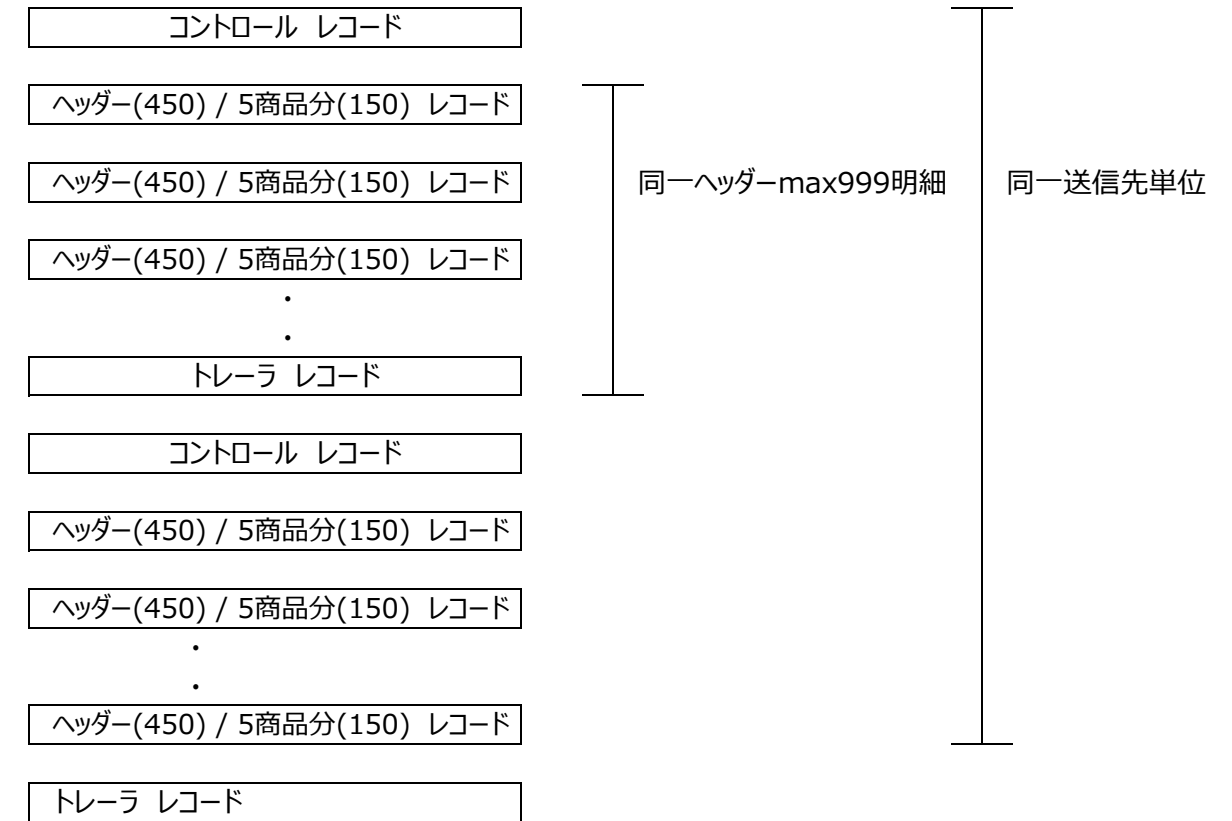 コントロール レコード
ヘッダー(450) / 5商品分(150) レコード
ヘッダー(450) / 5商品分(150) レコード 同一ヘッダーmax999明細 同一送信先単位
ヘッダー(450) / 5商品分(150) レコード
・
・
トレーラ レコード
コントロール レコード
ヘッダー(450) / 5商品分(150) レコード
ヘッダー(450) / 5商品分(150) レコード
・
・
ヘッダー(450) / 5商品分(150) レコード
トレーラ レコード